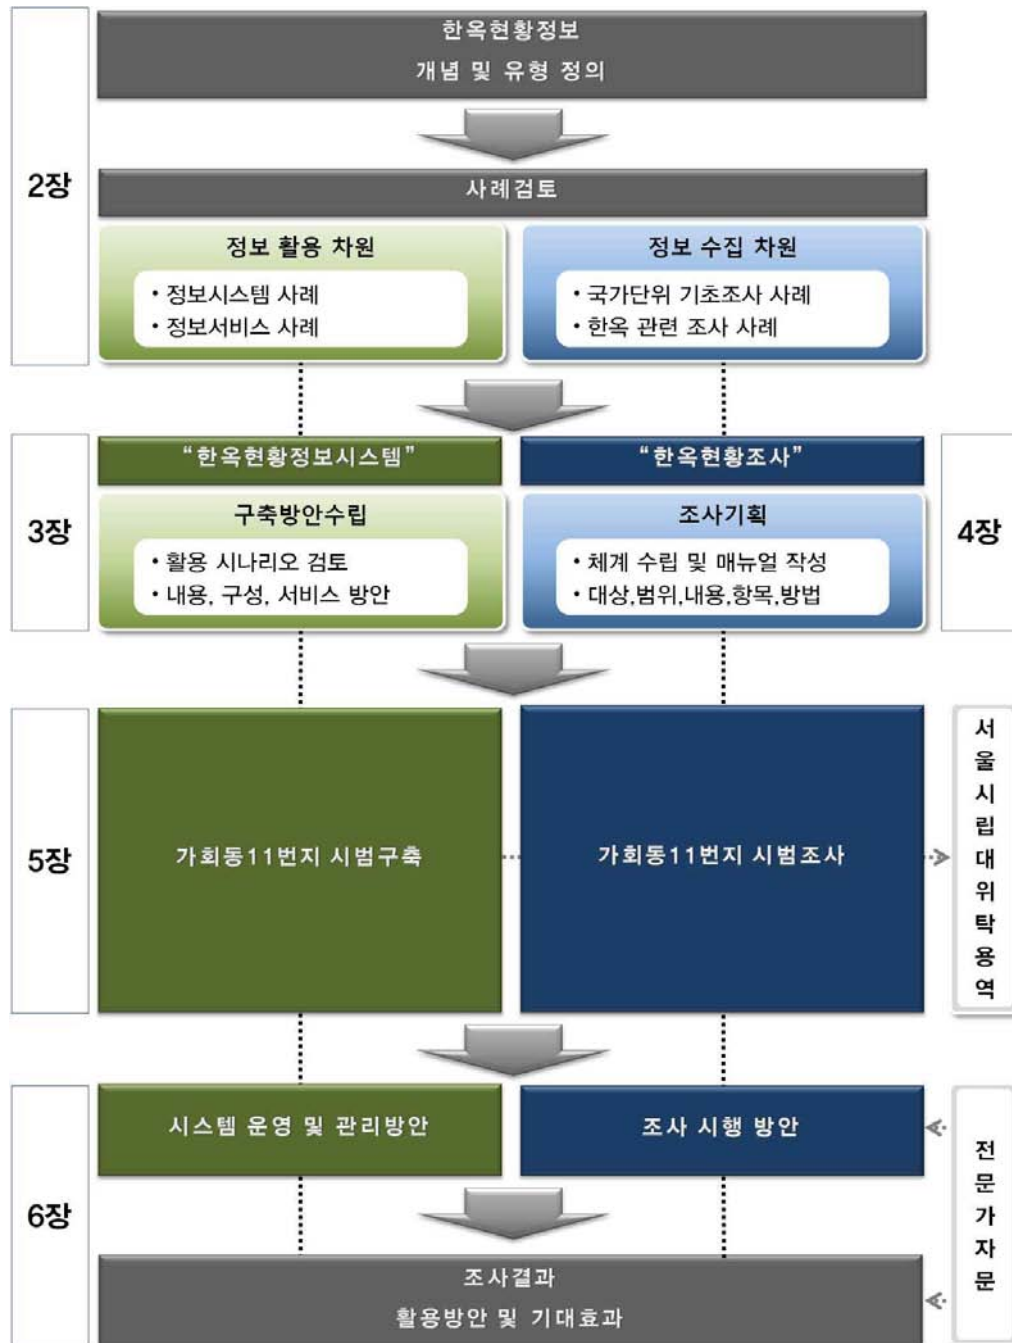 한옥현황정보
개념 및 유형 정의
2장
사례검토
정보 활용 차원
• 정보시스템 사례
• 정보서비스 사례
정보 수집 차원
• 국가단위 기초조사 사례
• 한옥 관련 조사 사례
3장
“한옥현황정보시스템”
구축방안수립
• 활용 시나리오 검토
• 내용, 구성, 서비스 방안
“한옥현황조사”
조사기획
• 체계 수립 및 매뉴얼 작성
• 대상,범위,내용,항목,방법
4장
5장
가회동11번지 시범구축
가회동11번지 시범조사
서울시립대위탁용역
6장
시스템 운영 및 관리방안
조사 시행 방안
전문가자문
조사결과
활용방안 및 기대효과